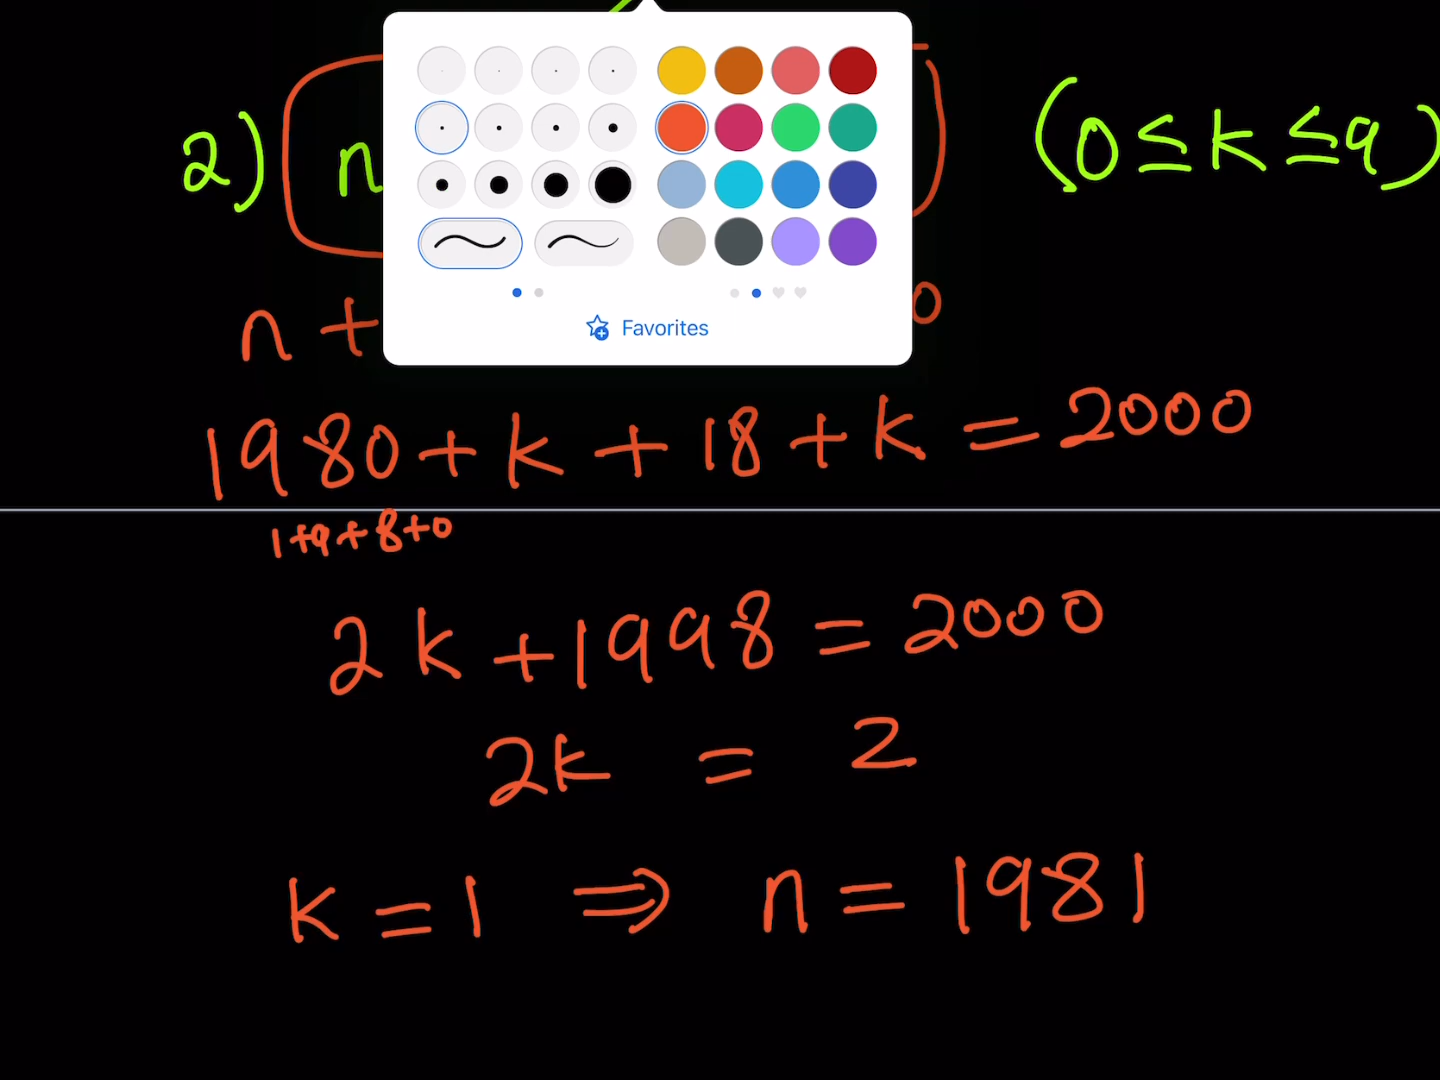 2) n (0 ≤ k ≤ 9)
n + 0
Favorites
1980 + k + 18 + k = 2000
1+9+8+0
2k + 1998 = 2000
2k = 2
k = 1 ⇒ n = 1981